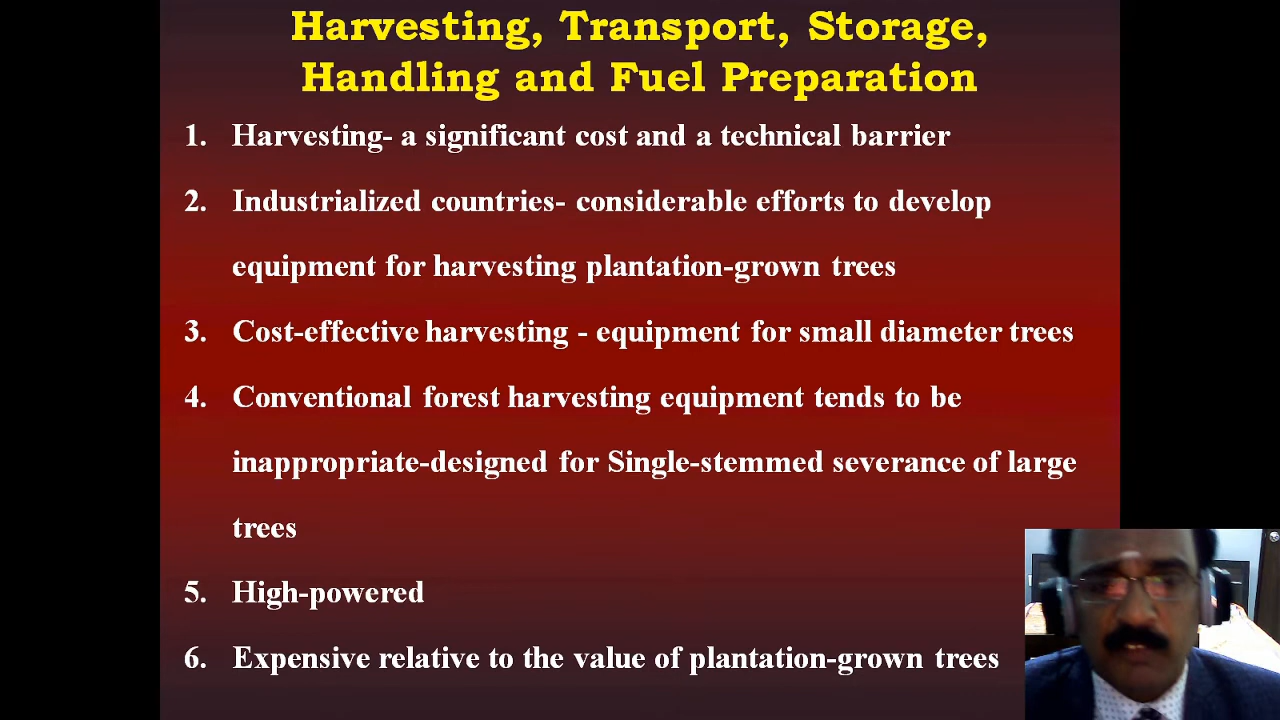 Harvesting, Transport, Storage,
Handling and Fuel Preparation
1. Harvesting- a significant cost and a technical barrier
2. Industrialized countries- considerable efforts to develop
equipment for harvesting plantation-grown trees
3. Cost-effective harvesting - equipment for small diameter trees
4. Conventional forest harvesting equipment tends to be
inappropriate-designed for Single-stemmed severance of large
trees
5. High-powered
6. Expensive relative to the value of plantation-grown trees